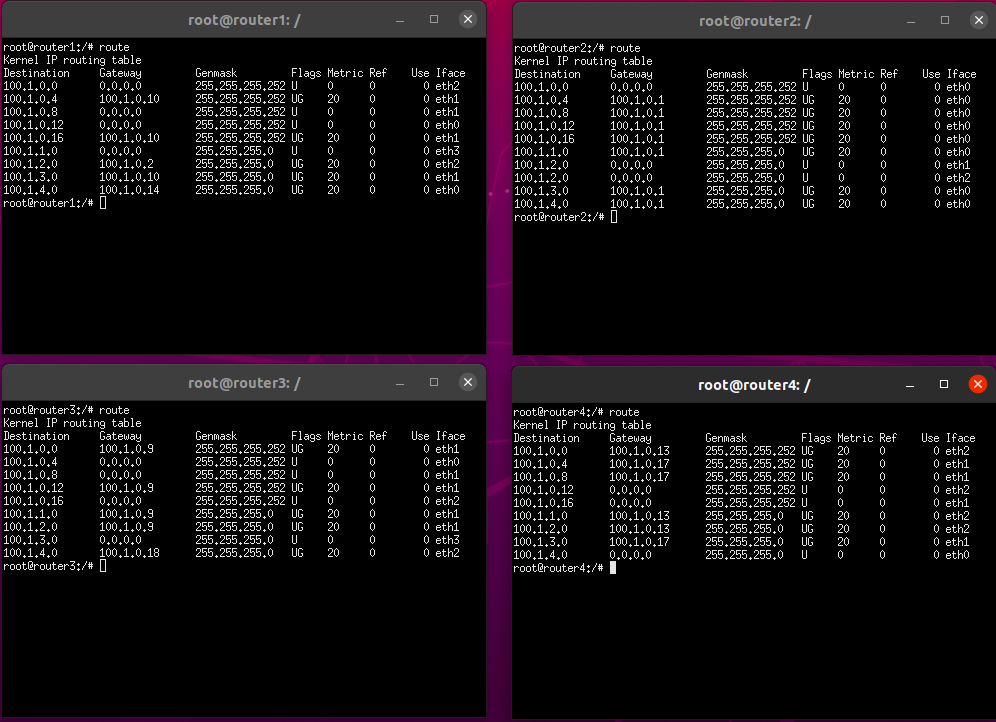 root@router1: /
root@router1:/# route
Kernel IP routing table
Destination Gateway Genmask Flags Metric Ref Use Iface
100.1.0.0 0.0.0.0 255.255.255.252 U 0 0 0 eth2
100.1.0.4 100.1.0.10 255.255.255.252 UG 20 0 0 eth1
100.1.0.8 0.0.0.0 255.255.255.252 U 0 0 0 eth1
100.1.0.12 0.0.0.0 255.255.255.252 U 0 0 0 eth0
100.1.0.16 100.1.0.10 255.255.255.252 UG 20 0 0 eth1
100.1.1.0 0.0.0.0 255.255.255.0 U 0 0 0 eth3
100.1.2.0 100.1.0.2 255.255.255.0 UG 20 0 0 eth2
100.1.3.0 100.1.0.10 255.255.255.0 UG 20 0 0 eth1
100.1.4.0 100.1.0.14 255.255.255.0 UG 20 0 0 eth0
root@router1:/#
root@router2: /
root@router2:/# route
Kernel IP routing table
Destination Gateway Genmask Flags Metric Ref Use Iface
100.1.0.0 0.0.0.0 255.255.255.252 U 0 0 0 eth0
100.1.0.4 100.1.0.1 255.255.255.252 UG 20 0 0 eth0
100.1.0.8 100.1.0.1 255.255.255.252 UG 20 0 0 eth0
100.1.0.12 100.1.0.1 255.255.255.252 UG 20 0 0 eth0
100.1.0.16 100.1.0.1 255.255.255.252 UG 20 0 0 eth0
100.1.1.0 100.1.0.1 255.255.255.0 UG 20 0 0 eth0
100.1.2.0 0.0.0.0 255.255.255.0 U 0 0 0 eth1
100.1.2.0 0.0.0.0 255.255.255.0 U 0 0 0 eth2
100.1.3.0 100.1.0.1 255.255.255.0 UG 20 0 0 eth0
100.1.4.0 100.1.0.1 255.255.255.0 UG 20 0 0 eth0
root@router2:/#
root@router3: /
root@router3:/# route
Kernel IP routing table
Destination Gateway Genmask Flags Metric Ref Use Iface
100.1.0.0 100.1.0.9 255.255.255.252 UG 20 0 0 eth1
100.1.0.4 0.0.0.0 255.255.255.252 U 0 0 0 eth0
100.1.0.8 0.0.0.0 255.255.255.252 U 0 0 0 eth1
100.1.0.12 100.1.0.9 255.255.255.252 UG 20 0 0 eth1
100.1.0.16 0.0.0.0 255.255.255.252 U 0 0 0 eth2
100.1.1.0 100.1.0.9 255.255.255.0 UG 20 0 0 eth1
100.1.2.0 100.1.0.9 255.255.255.0 UG 20 0 0 eth1
100.1.3.0 0.0.0.0 255.255.255.0 U 0 0 0 eth3
100.1.4.0 100.1.0.18 255.255.255.0 UG 20 0 0 eth2
root@router3:/#
root@router4: /
root@router4:/# route
Kernel IP routing table
Destination Gateway Genmask Flags Metric Ref Use Iface
100.1.0.0 100.1.0.13 255.255.255.252 UG 20 0 0 eth2
100.1.0.4 100.1.0.17 255.255.255.252 UG 20 0 0 eth1
100.1.0.8 100.1.0.17 255.255.255.252 UG 20 0 0 eth1
100.1.0.12 0.0.0.0 255.255.255.252 U 0 0 0 eth2
100.1.0.16 0.0.0.0 255.255.255.252 U 0 0 0 eth1
100.1.1.0 100.1.0.13 255.255.255.0 UG 20 0 0 eth2
100.1.2.0 100.1.0.13 255.255.255.0 UG 20 0 0 eth2
100.1.3.0 100.1.0.17 255.255.255.0 UG 20 0 0 eth1
100.1.4.0 0.0.0.0 255.255.255.0 U 0 0 0 eth0
root@router4:/#